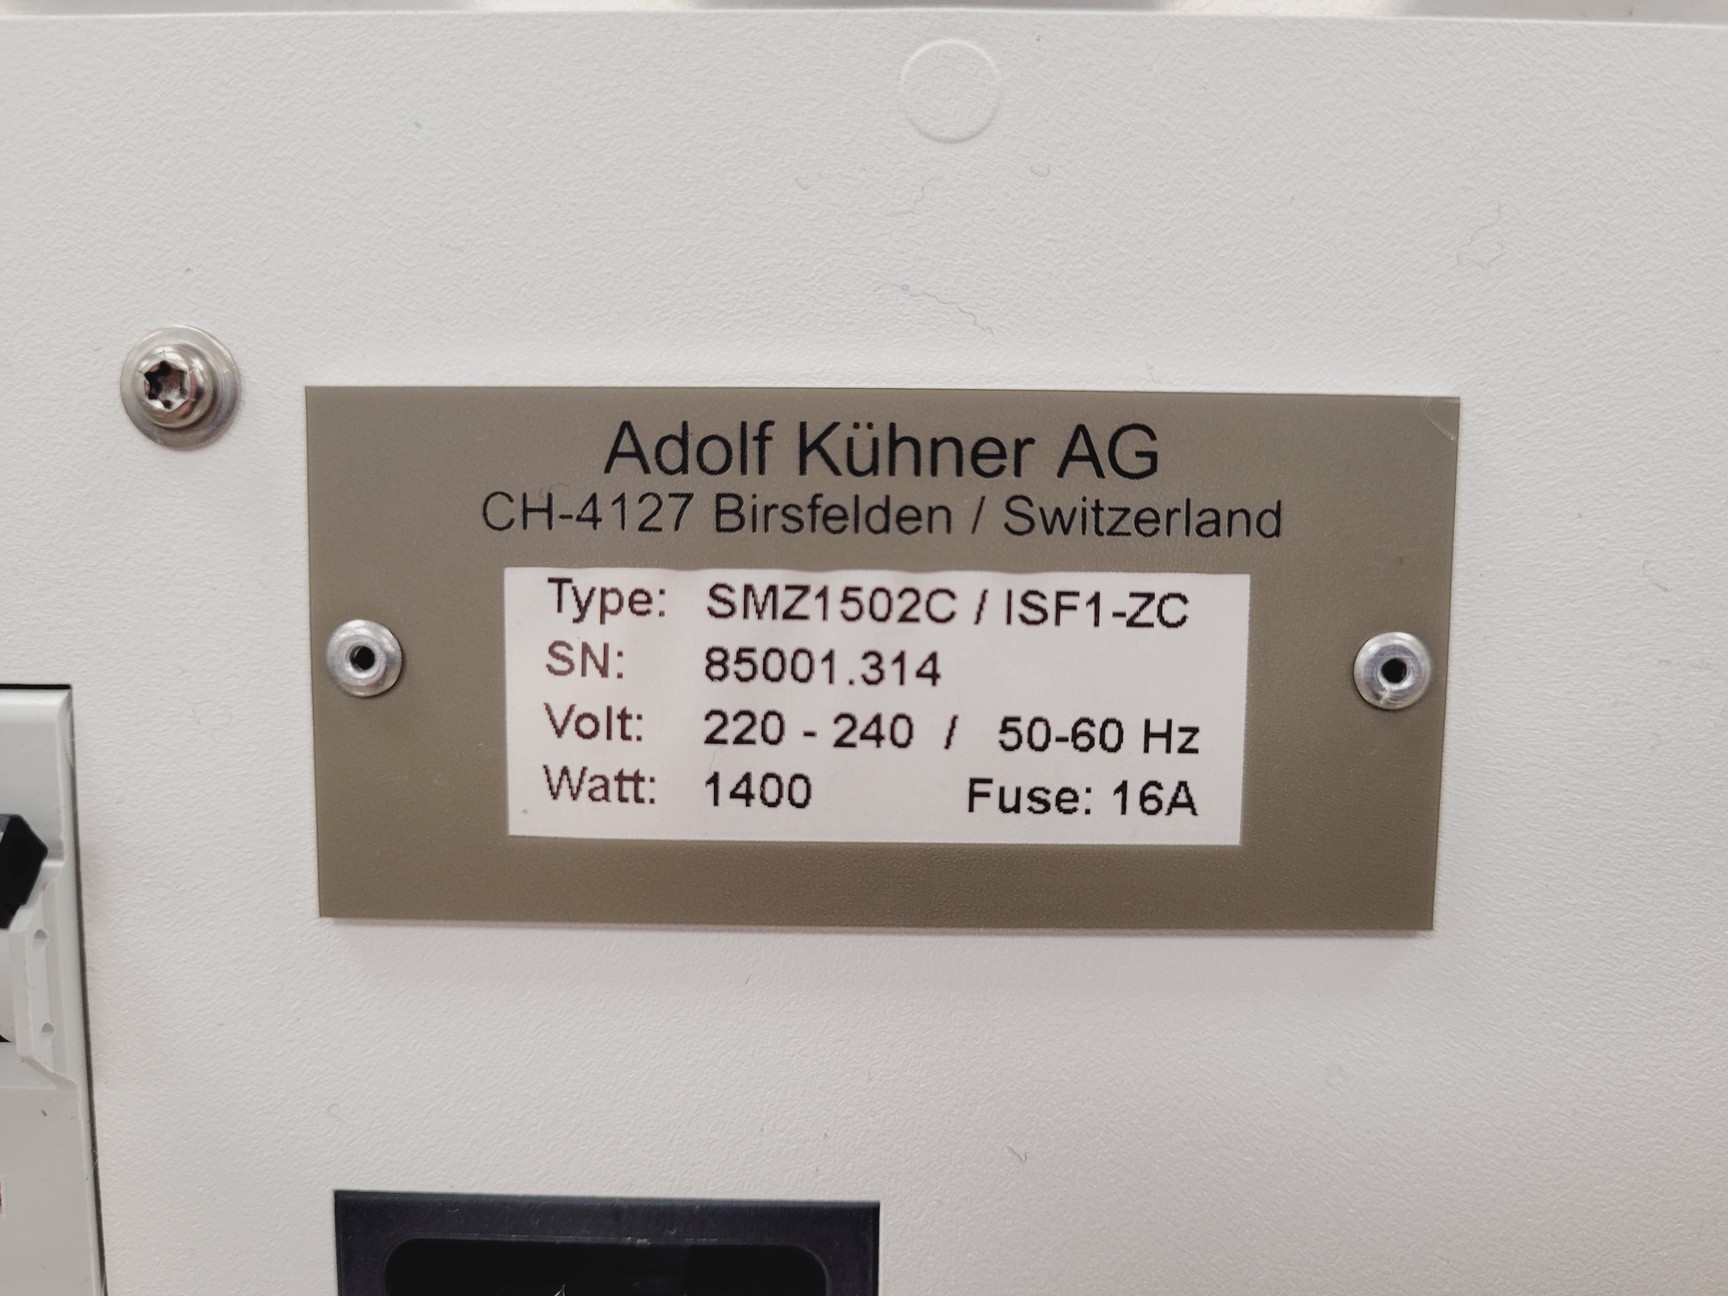 Adolf Kühner AG
CH-4127 Birsfelden / Switzerland
Type: SMZ1502C / ISF1-ZC
SN: 85001.314
Volt: 220 - 240 / 50-60 Hz
Watt: 1400 Fuse: 16A